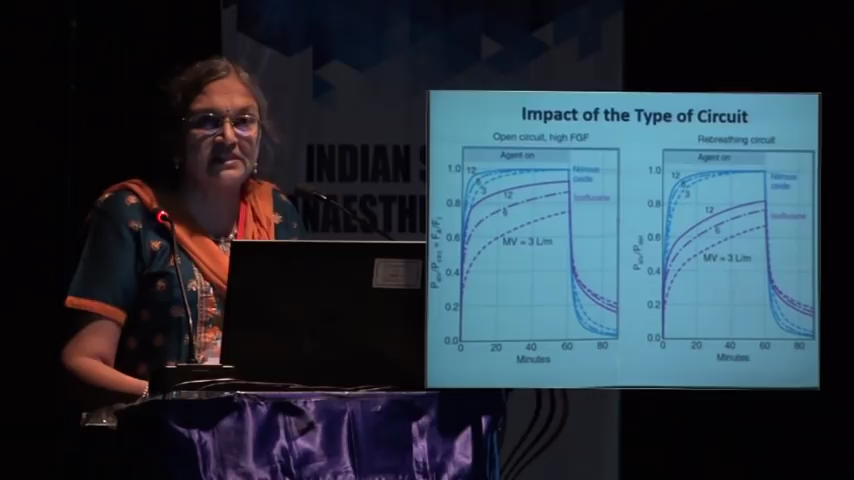 INDIAN S
NAESTHE
Impact of the Type of Circuit
Open circuit, high FGF
Agent on
1.0
0.8
0.6
0.4
0.2
0.0
12
6
3
Nitrous
oxide
12
Isoflurane
6
MV = 3 L/m
0 20 40 60 80
Minutes
Rebreathing circuit
Agent on
1.0
0.8
0.6
0.4
0.2
0.0
12
6
3
Nitrous
oxide
12
Isoflurane
6
MV = 3 L/m
0 20 40 60 80
Minutes